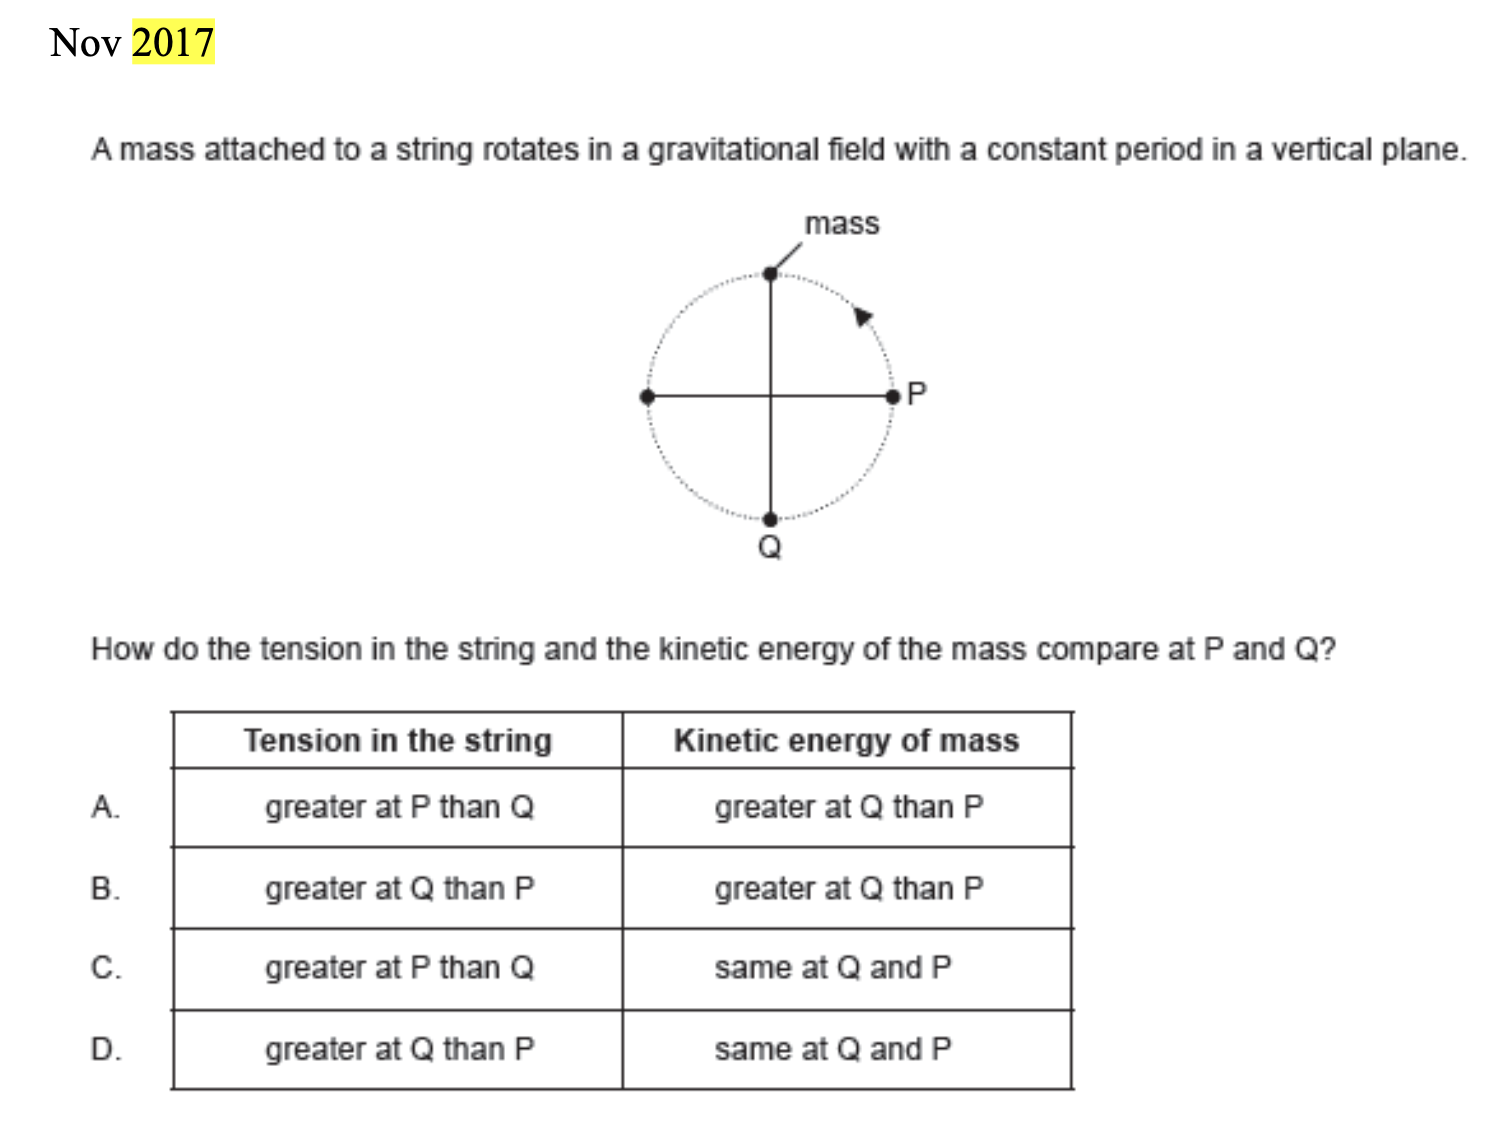 Nov 2017
A mass attached to a string rotates in a gravitational field with a constant period in a vertical plane.
mass
P
Q
How do the tension in the string and the kinetic energy of the mass compare at P and Q?
Tension in the string Kinetic energy of mass
A. greater at P than Q greater at Q than P
B. greater at Q than P greater at Q than P
C. greater at P than Q same at Q and P
D. greater at Q than P same at Q and P